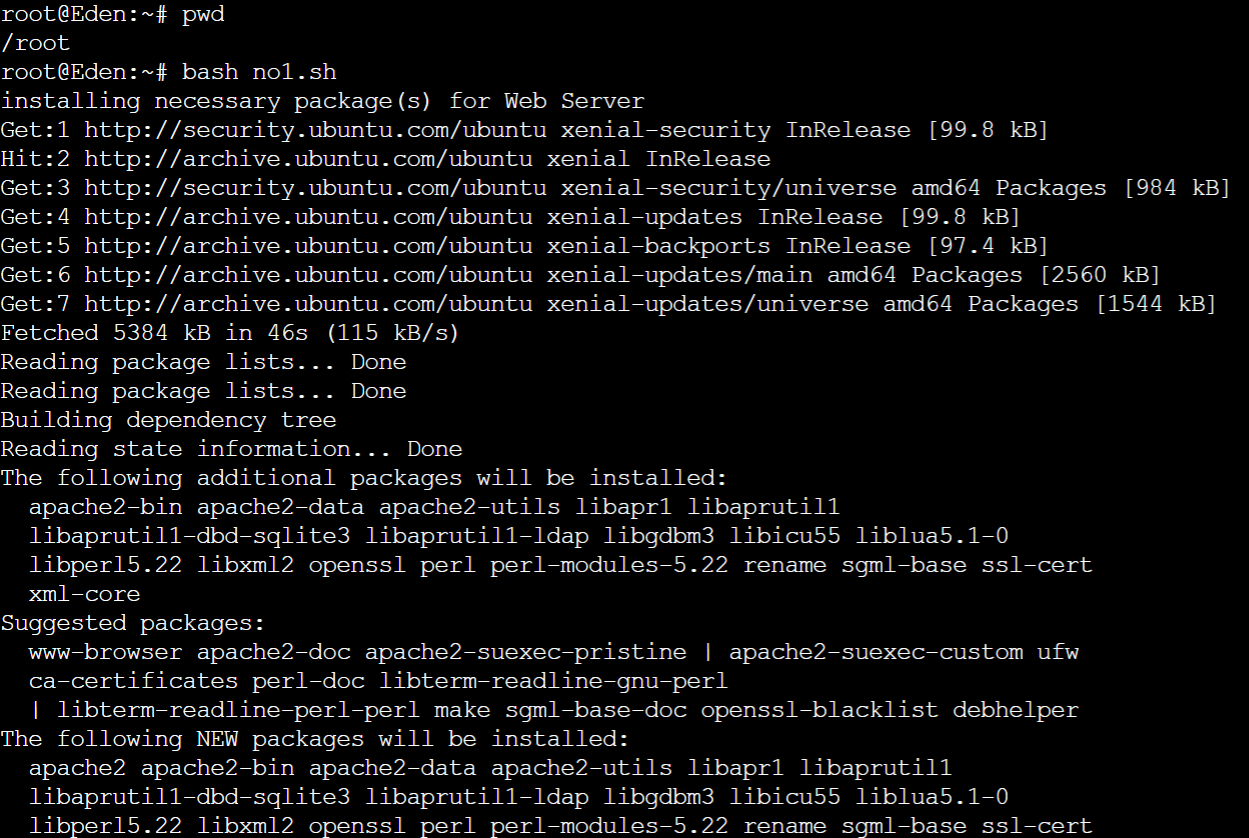 root@Eden:~# pwd
/root
root@Eden:~# bash no1.sh
installing necessary package(s) for Web Server
Get:1 http://security.ubuntu.com/ubuntu xenial-security InRelease [99.8 kB]
Hit:2 http://archive.ubuntu.com/ubuntu xenial InRelease
Get:3 http://security.ubuntu.com/ubuntu xenial-security/universe amd64 Packages [984 kB]
Get:4 http://archive.ubuntu.com/ubuntu xenial-updates InRelease [99.8 kB]
Get:5 http://archive.ubuntu.com/ubuntu xenial-backports InRelease [97.4 kB]
Get:6 http://archive.ubuntu.com/ubuntu xenial-updates/main amd64 Packages [2560 kB]
Get:7 http://archive.ubuntu.com/ubuntu xenial-updates/universe amd64 Packages [1544 kB]
Fetched 5384 kB in 46s (115 kB/s)
Reading package lists... Done
Reading package lists... Done
Building dependency tree
Reading state information... Done
The following additional packages will be installed:
  apache2-bin apache2-data apache2-utils libapr1 libaprutil1
  libaprutil1-dbd-sqlite3 libaprutil1-ldap libgdbm3 libicu55 liblua5.1-0
  libperl5.22 libxml2 openssl perl perl-modules-5.22 rename sgml-base ssl-cert
  xml-core
Suggested packages:
  www-browser apache2-doc apache2-suexec-pristine | apache2-suexec-custom ufw
  ca-certificates perl-doc libterm-readline-gnu-perl
  | libterm-readline-perl-perl make sgml-base-doc openssl-blacklist debhelper
The following NEW packages will be installed:
  apache2 apache2-bin apache2-data apache2-utils libapr1 libaprutil1
  libaprutil1-dbd-sqlite3 libaprutil1-ldap libgdbm3 libicu55 liblua5.1-0
  libperl5.22 libxml2 openssl perl perl-modules-5.22 rename sgml-base ssl-cert